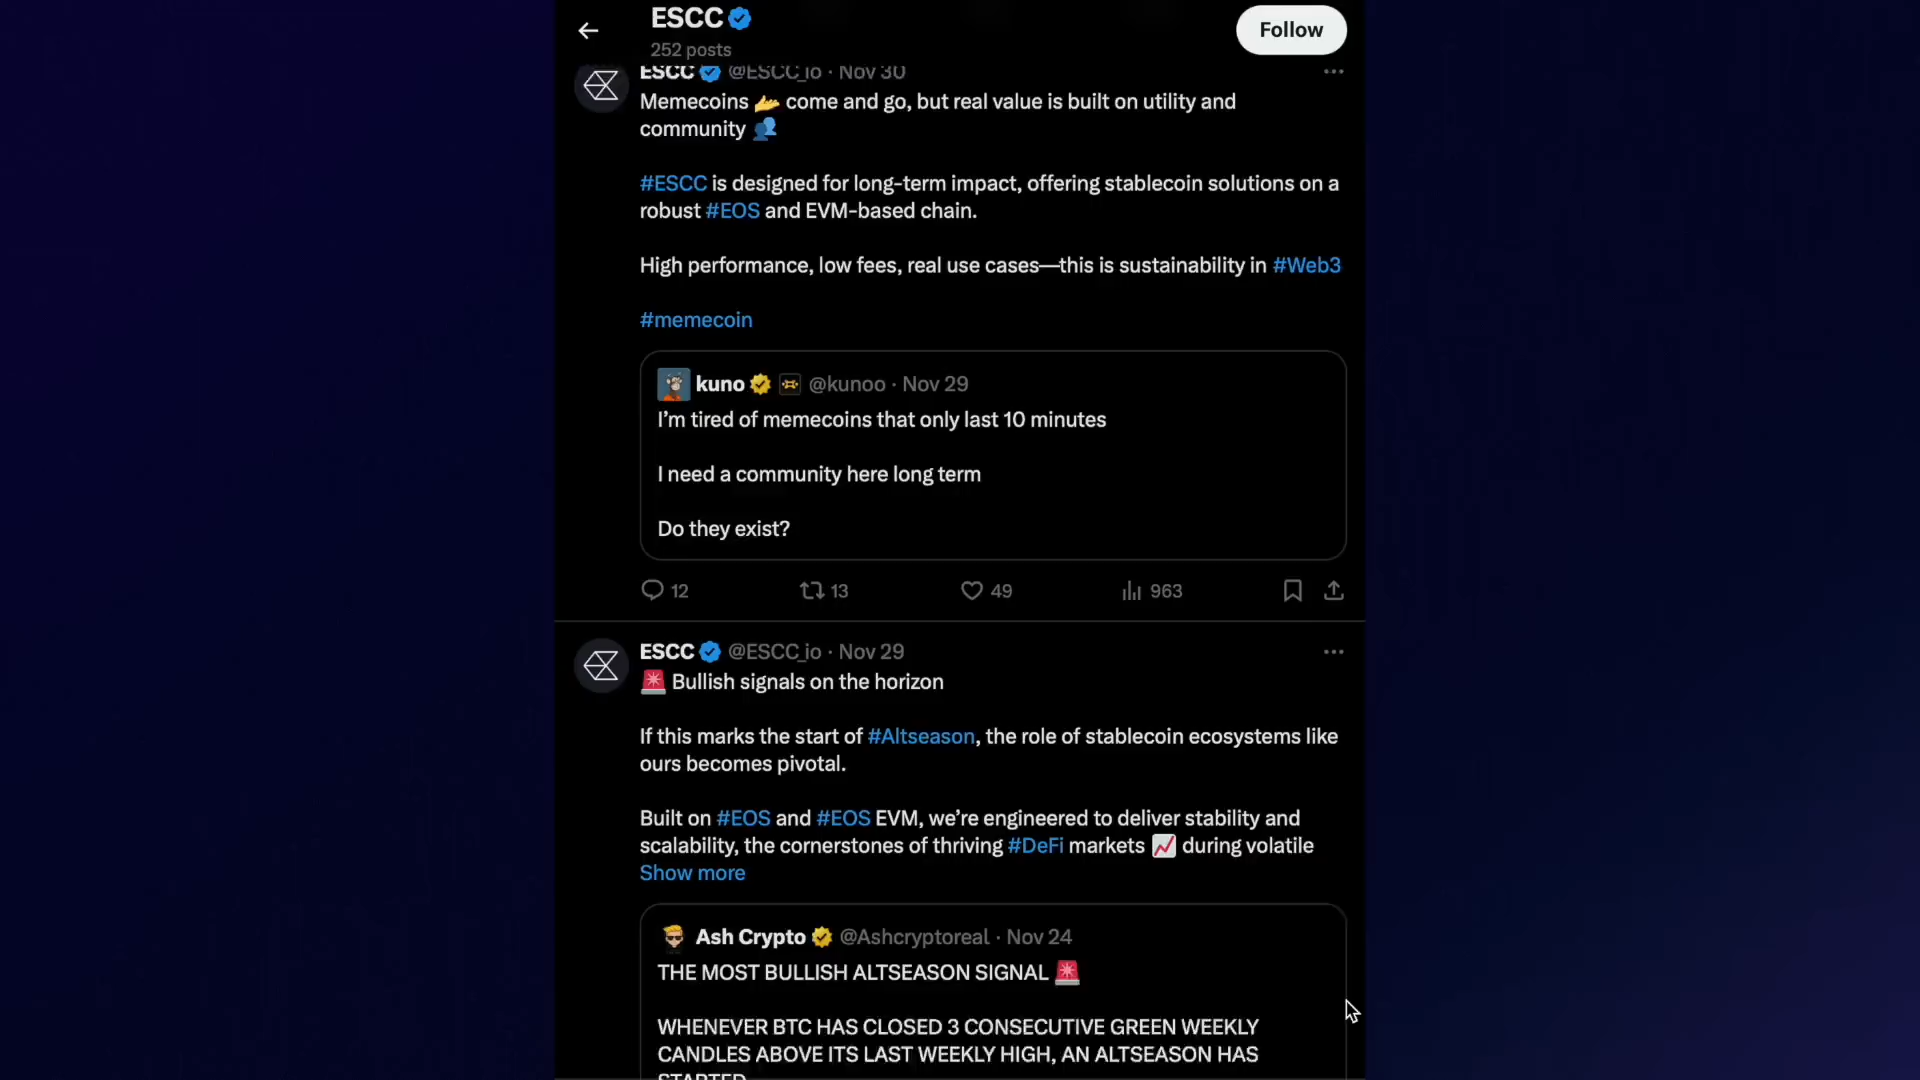 ESCC
252 posts
Follow
ESCC @ESCC_io · Nov 30
Memecoins 🫴 come and go, but real value is built on utility and
community 👥
#ESCC is designed for long-term impact, offering stablecoin solutions on a
robust #EOS and EVM-based chain.
High performance, low fees, real use cases—this is sustainability in #Web3
#memecoin
kuno @kunoo · Nov 29
I’m tired of memecoins that only last 10 minutes
I need a community here long term
Do they exist?
12 13 49 963
ESCC @ESCC_io · Nov 29
🚨 Bullish signals on the horizon
If this marks the start of #Altseason, the role of stablecoin ecosystems like
ours becomes pivotal.
Built on #EOS and #EOS EVM, we’re engineered to deliver stability and
scalability, the cornerstones of thriving #DeFi markets 📈 during volatile
Show more
Ash Crypto @Ashcryptoreal · Nov 24
THE MOST BULLISH ALTSEASON SIGNAL 🚨
WHENEVER BTC HAS CLOSED 3 CONSECUTIVE GREEN WEEKLY
CANDLES ABOVE ITS LAST WEEKLY HIGH, AN ALTSEASON HAS
STARTED